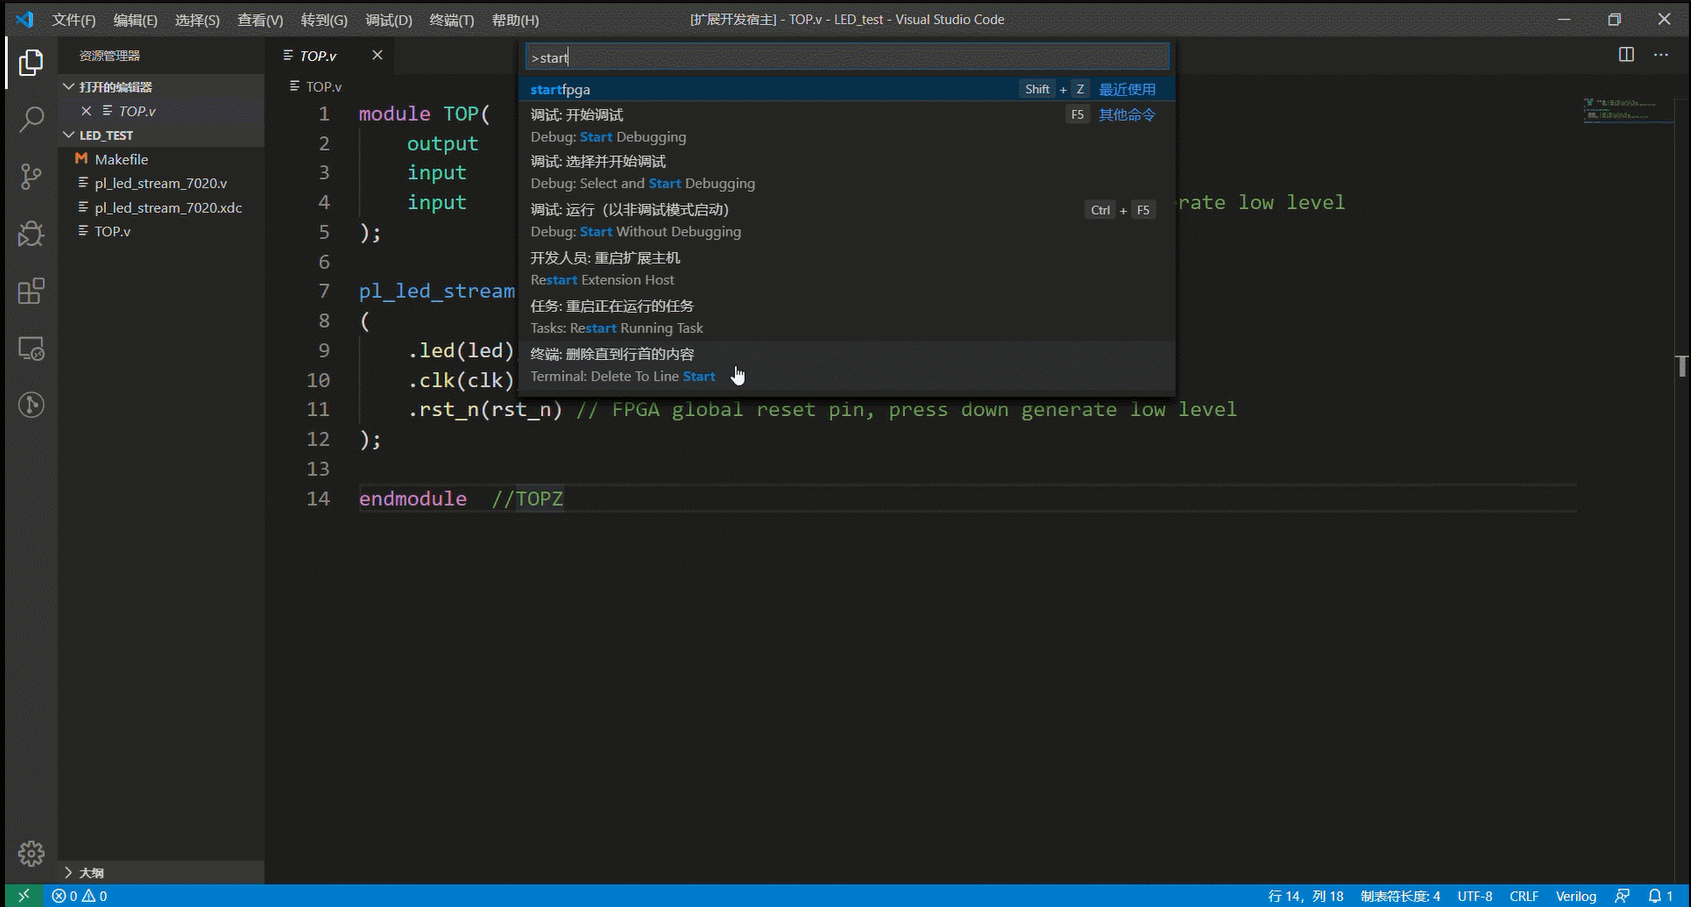 文件(F) 编辑(E) 选择(S) 查看(V) 转到(G) 调试(D) 终端(T) 帮助(H)
[扩展开发宿主] - TOP.v - LED_test - Visual Studio Code
资源管理器
打开的编辑器
TOP.v
LED_TEST
Makefile
pl_led_stream_7020.v
pl_led_stream_7020.xdc
TOP.v
大纲
TOP.v
TOP.v
>start
startfpga Shift + Z 最近使用
调试: 开始调试 F5 其他命令
Debug: Start Debugging
调试: 选择并开始调试
Debug: Select and Start Debugging
调试: 运行（以非调试模式启动） Ctrl + F5
Debug: Start Without Debugging
开发人员: 重启扩展主机
Restart Extension Host
任务: 重启正在运行的任务
Tasks: Restart Running Task
终端: 删除直到行首的内容
Terminal: Delete To Line Start
1 module TOP(
2 output
3 input
4 input rate low level
5 );
6
7 pl_led_stream
8 (
9 .led(led)
10 .clk(clk)
11 .rst_n(rst_n) // FPGA global reset pin, press down generate low level
12 );
13
14 endmodule //TOPZ
0 0 行 14，列 18 制表符长度: 4 UTF-8 CRLF Verilog 1